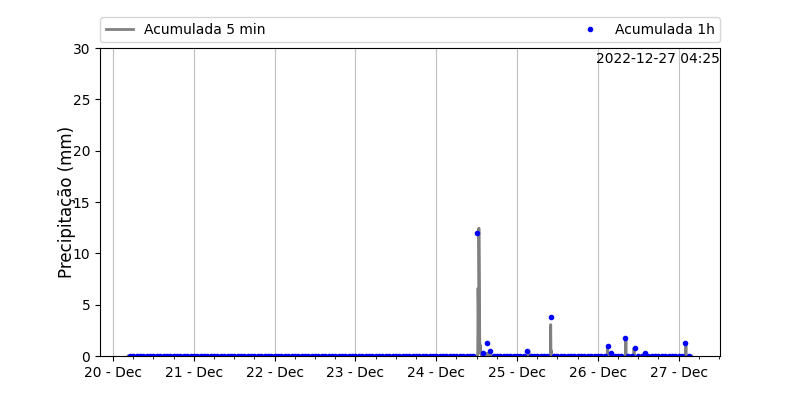 Acumulada 5 min
Acumulada 1h
2022-12-27 04:25
Precipitação (mm)
30
25
20
15
10
5
0
20 - Dec
21 - Dec
22 - Dec
23 - Dec
24 - Dec
25 - Dec
26 - Dec
27 - Dec